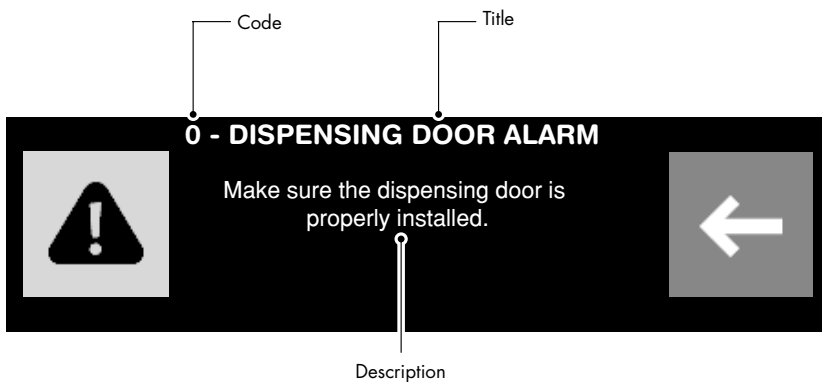 Code
Title
0 - DISPENSING DOOR ALARM
Make sure the dispensing door is
properly installed.
Description